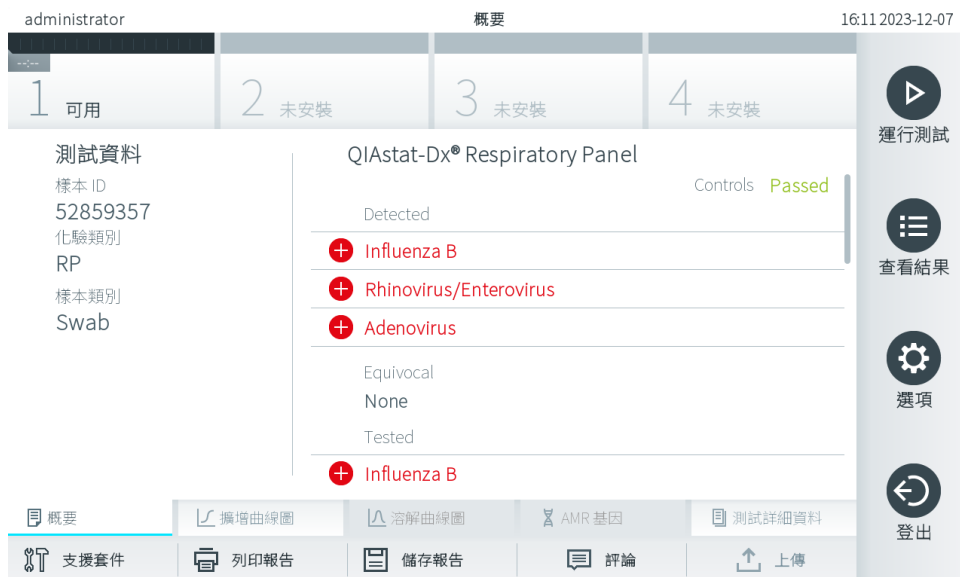 administrator
概要
16:11 2023-12-07
--:--
1 可用
2 未安裝
3 未安裝
4 未安裝
運行測試
查看結果
選項
登出
測試資料
樣本 ID
52859357
化驗類別
RP
樣本類別
Swab
QIAstat-Dx® Respiratory Panel
Controls Passed
Detected
Influenza B
Rhinovirus/Enterovirus
Adenovirus
Equivocal
None
Tested
Influenza B
概要
擴增曲線圖
溶解曲線圖
AMR 基因
測試詳細資料
支援套件
列印報告
儲存報告
評論
上傳